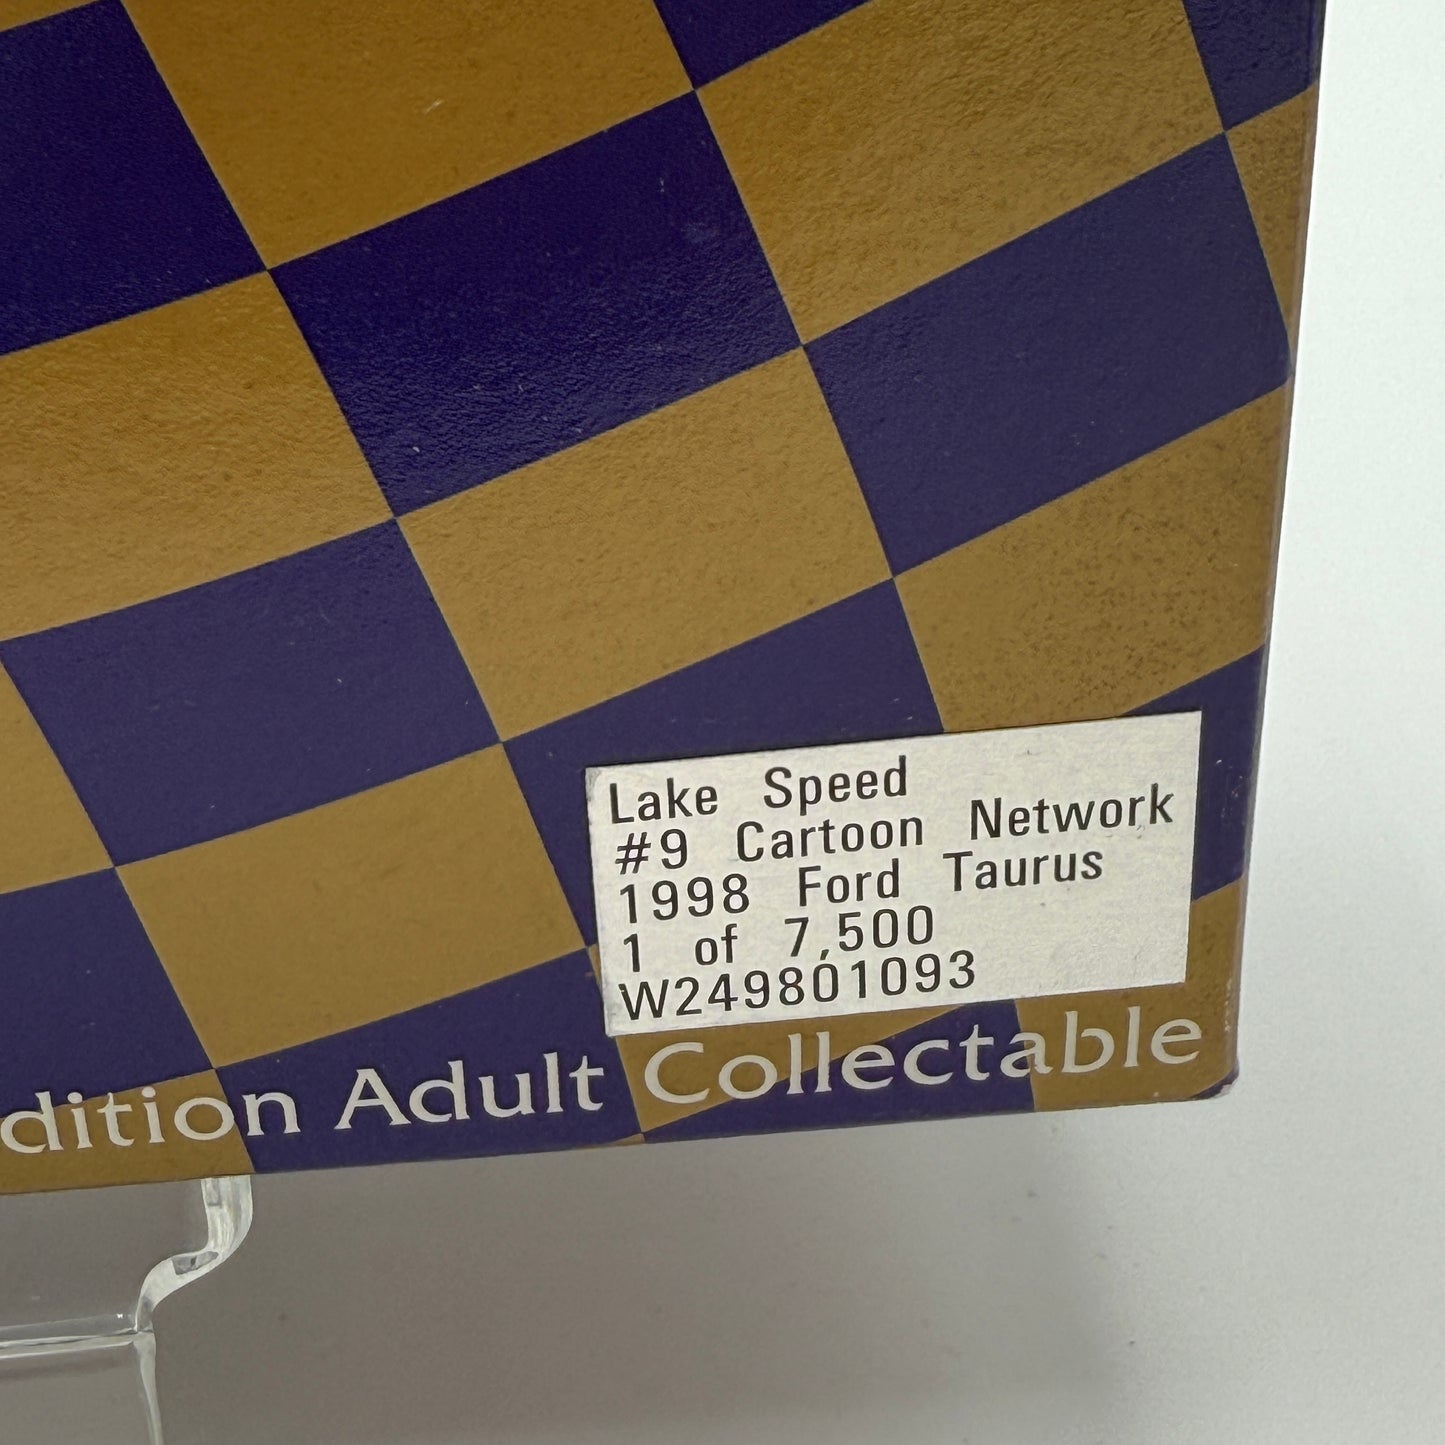 Lake Speed
#9 Cartoon Network
1998 Ford Taurus
1 of 7,500
W249801093
dition Adult Collectable